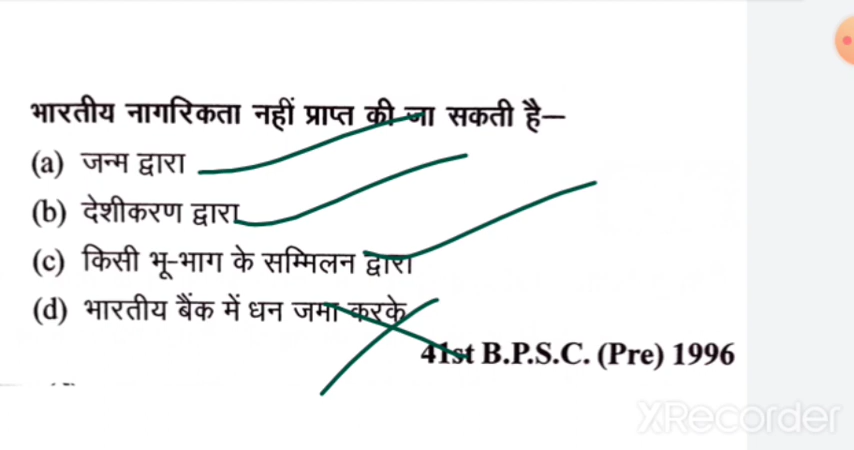 भारतीय नागरिकता नहीं प्राप्त की जा सकती है—
(a) जन्म द्वारा
(b) देशीकरण द्वारा
(c) किसी भू-भाग के सम्मिलन द्वारा
(d) भारतीय बैंक में धन जमा करके
41st B.P.S.C. (Pre) 1996
XRecorder